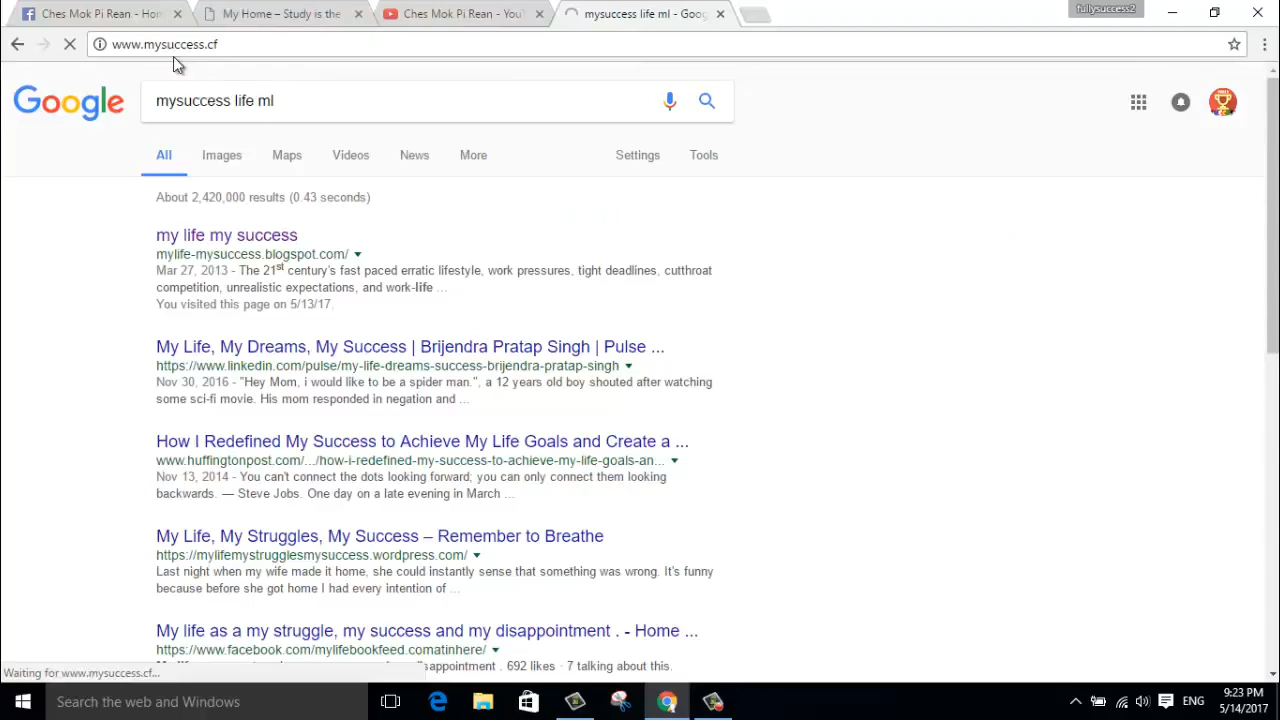 Ches Mok Pi Rean - Hom
My Home – Study is the
Ches Mok Pi Rean - YouT
mysuccess life ml - Goog
fullysuccess2
www.mysuccess.cf
Google
mysuccess life ml
All Images Maps Videos News More Settings Tools
About 2,420,000 results (0.43 seconds)
my life my success
mylife-mysuccess.blogspot.com/
Mar 27, 2013 - The 21st century's fast paced erratic lifestyle, work pressures, tight deadlines, cutthroat
competition, unrealistic expectations, and work-life ...
You visited this page on 5/13/17.
My Life, My Dreams, My Success | Brijendra Pratap Singh | Pulse ...
https://www.linkedin.com/pulse/my-life-dreams-success-brijendra-pratap-singh
Nov 30, 2016 - "Hey Mom, i would like to be a spider man.", a 12 years old boy shouted after watching
some sci-fi movie. His mom responded in negation and ...
How I Redefined My Success to Achieve My Life Goals and Create a ...
www.huffingtonpost.com/.../how-i-redefined-my-success-to-achieve-my-life-goals-an...
Nov 13, 2014 - You can't connect the dots looking forward; you can only connect them looking
backwards. — Steve Jobs. One day on a late evening in March ...
My Life, My Struggles, My Success – Remember to Breathe
https://mylifemystrugglesmysuccess.wordpress.com/
Last night when my wife made it home, she could instantly sense that something was wrong. It's funny
because before she got home I had every intention of ...
My life as a my struggle, my success and my disappointment . - Home ...
https://www.facebook.com/mylifebookfeed.comatinhere/
appointment . 692 likes · 7 talking about this.
Waiting for www.mysuccess.cf...
Search the web and Windows
ENG
9:23 PM
5/14/2017